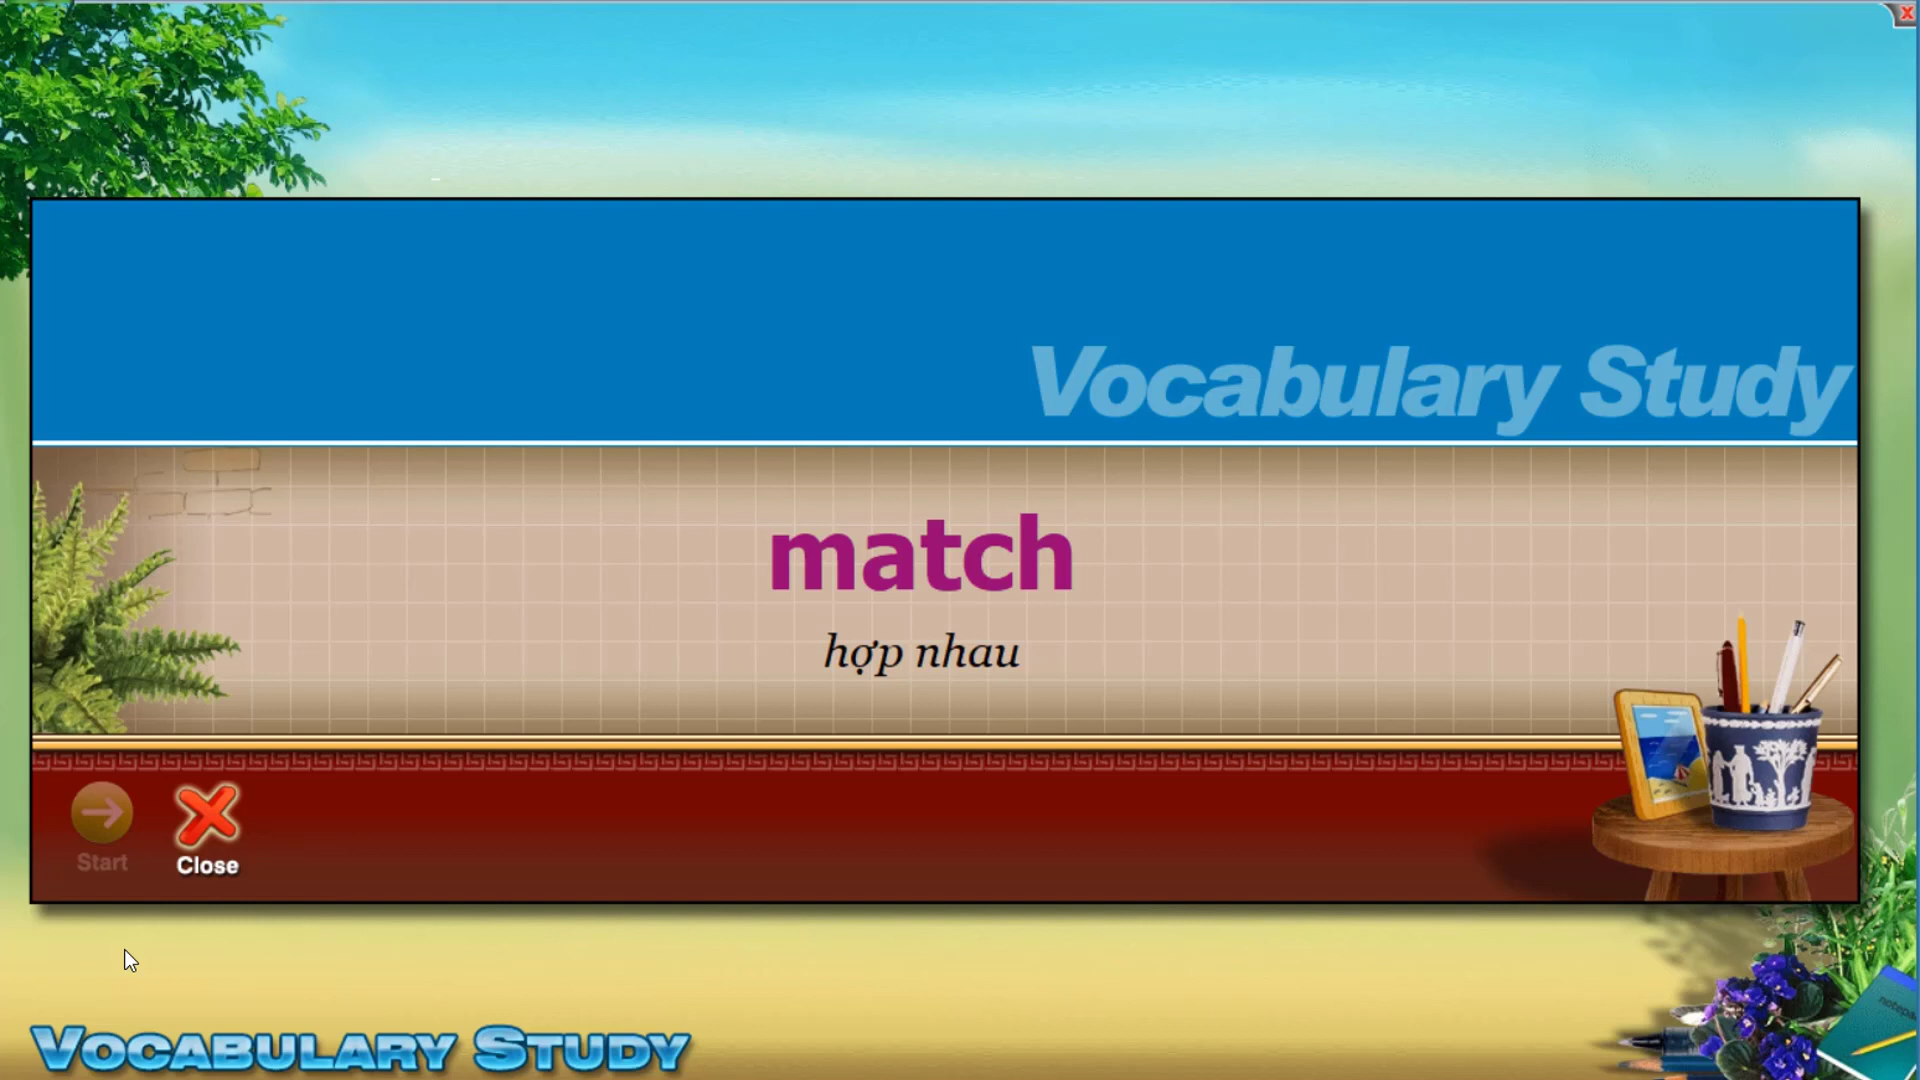 Vocabulary Study
match
hợp nhau
Start
Close
VOCABULARY STUDY